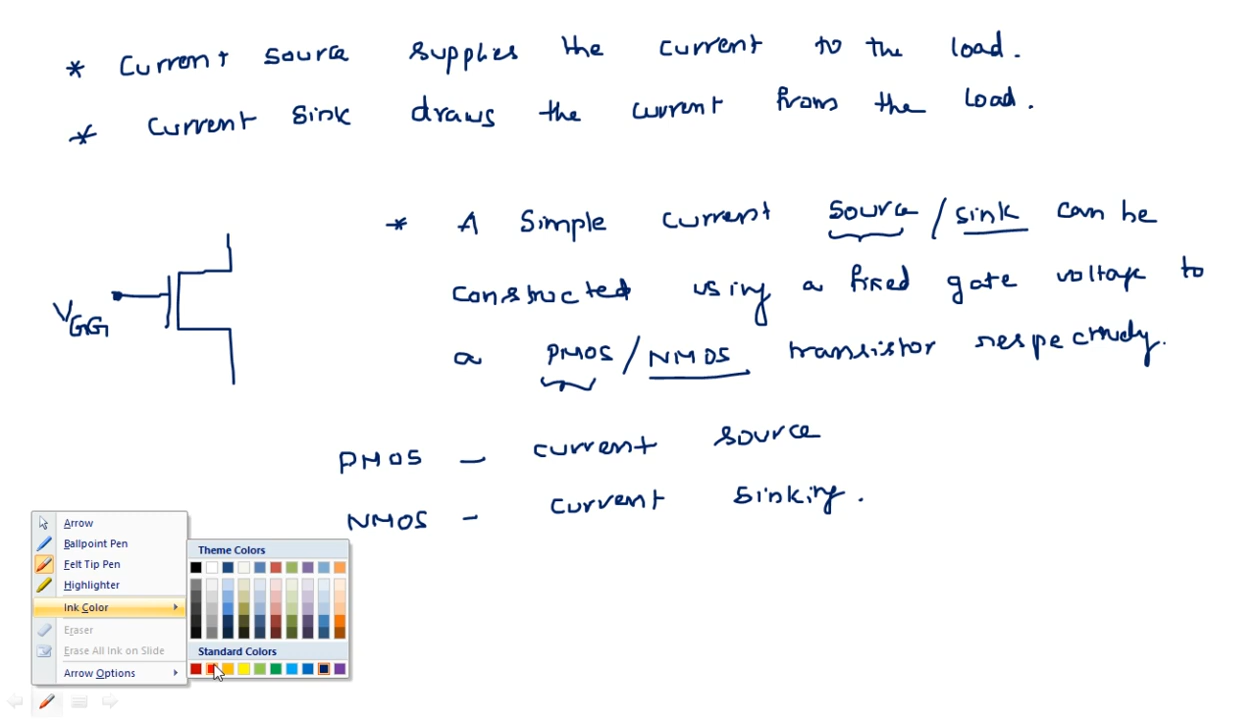 * Current source supplies the current to the load.
* Current sink draws the current from the load.
* A simple current source / sink can be
constructed using a fixed gate voltage to
a PMOS / NMOS transistor respectively.
VGG
PMOS – current source
NMOS – current sinking.
Arrow
Ballpoint Pen
Felt Tip Pen
Highlighter
Ink Color
Eraser
Erase All Ink on Slide
Arrow Options
Theme Colors
Standard Colors